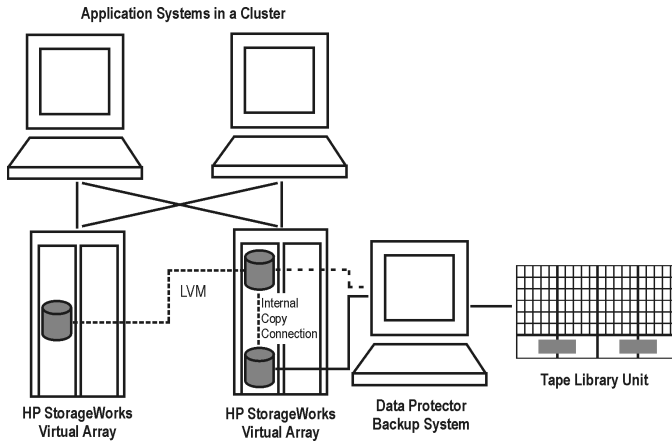 Application Systems in a Cluster
LVM
Internal
Copy
Connection
HP StorageWorks
Virtual Array
HP StorageWorks
Virtual Array
Data Protector
Backup System
Tape Library Unit